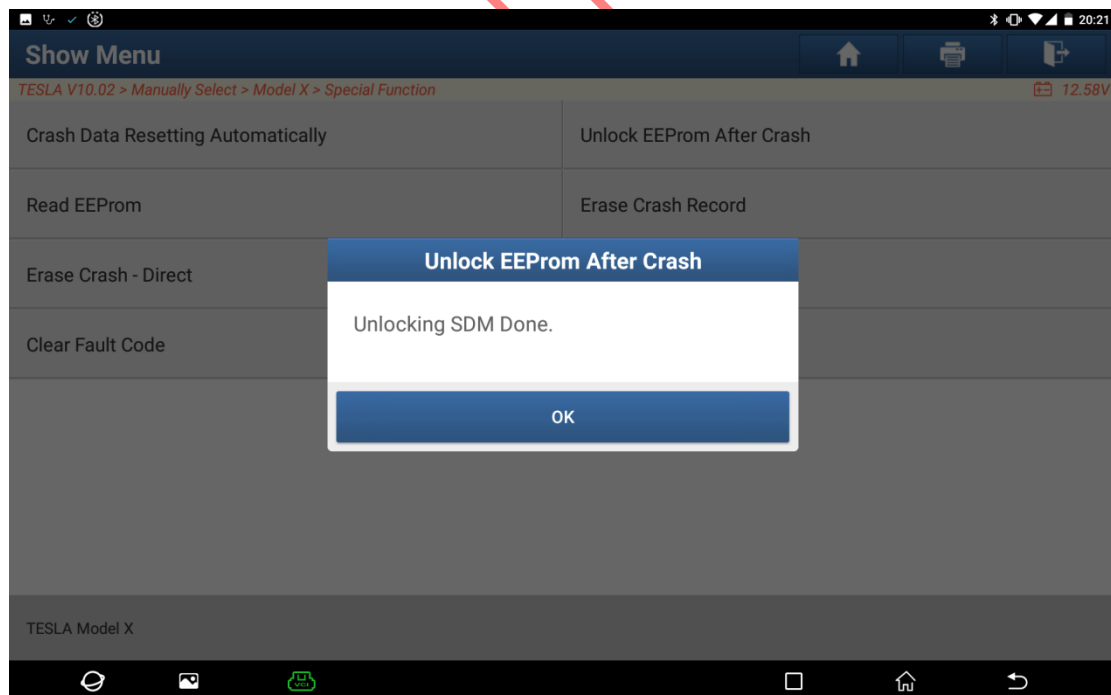 20:21
Show Menu
TESLA V10.02 > Manually Select > Model X > Special Function
12.58V
Crash Data Resetting Automatically
Unlock EEProm After Crash
Read EEProm
Erase Crash Record
Erase Crash - Direct
Unlock EEProm After Crash
Unlocking SDM Done.
Clear Fault Code
OK
TESLA Model X
VCI